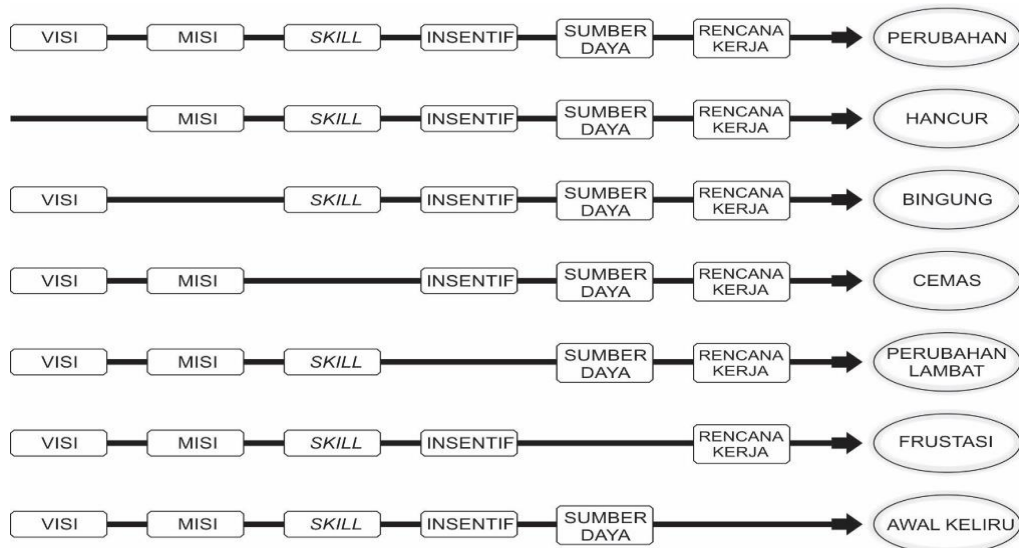 VISI MISI SKILL INSENTIF SUMBER DAYA RENCANA KERJA PERUBAHAN
MISI SKILL INSENTIF SUMBER DAYA RENCANA KERJA HANCUR
VISI SKILL INSENTIF SUMBER DAYA RENCANA KERJA BINGUNG
VISI MISI INSENTIF SUMBER DAYA RENCANA KERJA CEMAS
VISI MISI SKILL SUMBER DAYA RENCANA KERJA PERUBAHAN LAMBAT
VISI MISI SKILL INSENTIF RENCANA KERJA FRUSTASI
VISI MISI SKILL INSENTIF SUMBER DAYA AWAL KELIRU